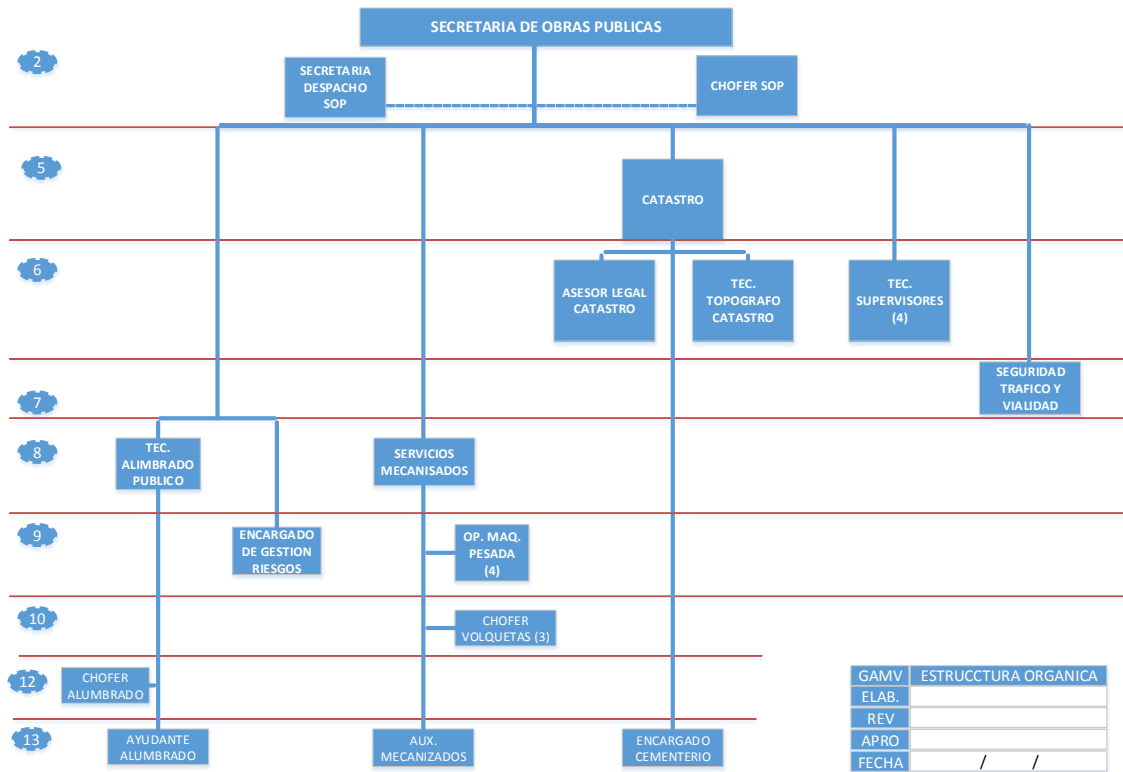 SECRETARIA DE OBRAS PUBLICAS
2
SECRETARIA
DESPACHO
SOP
CHOFER SOP
5
CATASTRO
6
ASESOR LEGAL
CATASTRO
TEC.
TOPOGRAFO
CATASTRO
TEC.
SUPERVISORES
(4)
7
SEGURIDAD
TRAFICO Y
VIALIDAD
8
TEC.
ALIMBRADO
PUBLICO
SERVICIOS
MECANISADOS
9
ENCARGADO
DE GESTION
RIESGOS
OP. MAQ.
PESADA
(4)
10
CHOFER
VOLQUETAS (3)
12
CHOFER
ALUMBRADO
13
AYUDANTE
ALUMBRADO
AUX.
MECANIZADOS
ENCARGADO
CEMENTERIO
GAMV ESTRUCCTURA ORGANICA
ELAB.
REV
APRO
FECHA / /